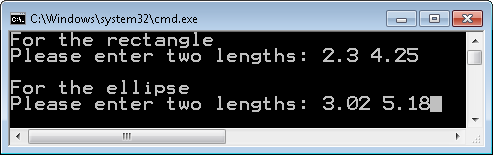 C:\Windows\system32\cmd.exe
For the rectangle
Please enter two lengths: 2.3 4.25
For the ellipse
Please enter two lengths: 3.02 5.18